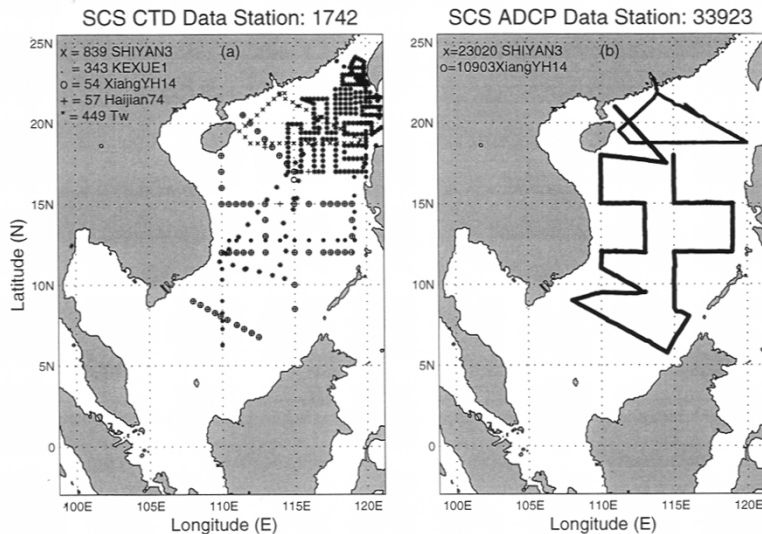 SCS CTD Data Station: 1742
25N
20N
15N
10N
5N
0
Latitude (N)
x = 839 SHIYAN3
. = 343 KEXUE1
o = 54 XiangYH14
+ = 57 Haijian74
* = 449 Tw
(a)
100E 105E 110E 115E 120E
Longitude (E)
SCS ADCP Data Station: 33923
25N
20N
15N
10N
5N
0
x=23020 SHIYAN3
o=10903XiangYH14
(b)
100E 105E 110E 115E 120E
Longitude (E)